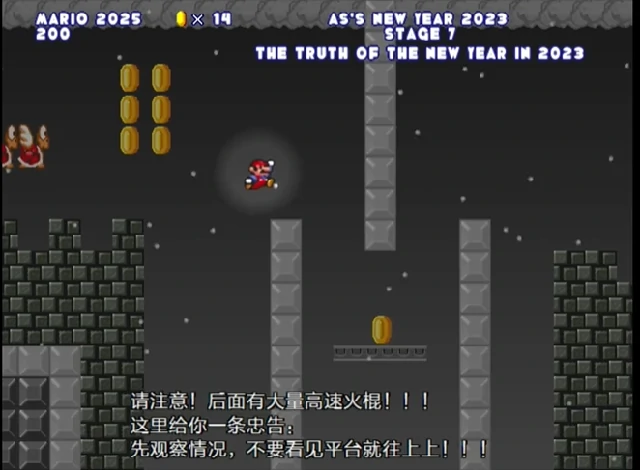 MARIO 2025 × 14 AS'S NEW YEAR 2023
200 STAGE 7
THE TRUTH OF THE NEW YEAR IN 2023
请注意！后面有大量高速火棍！！！
这里给你一条忠告：
先观察情况，不要看见平台就往上上！！！